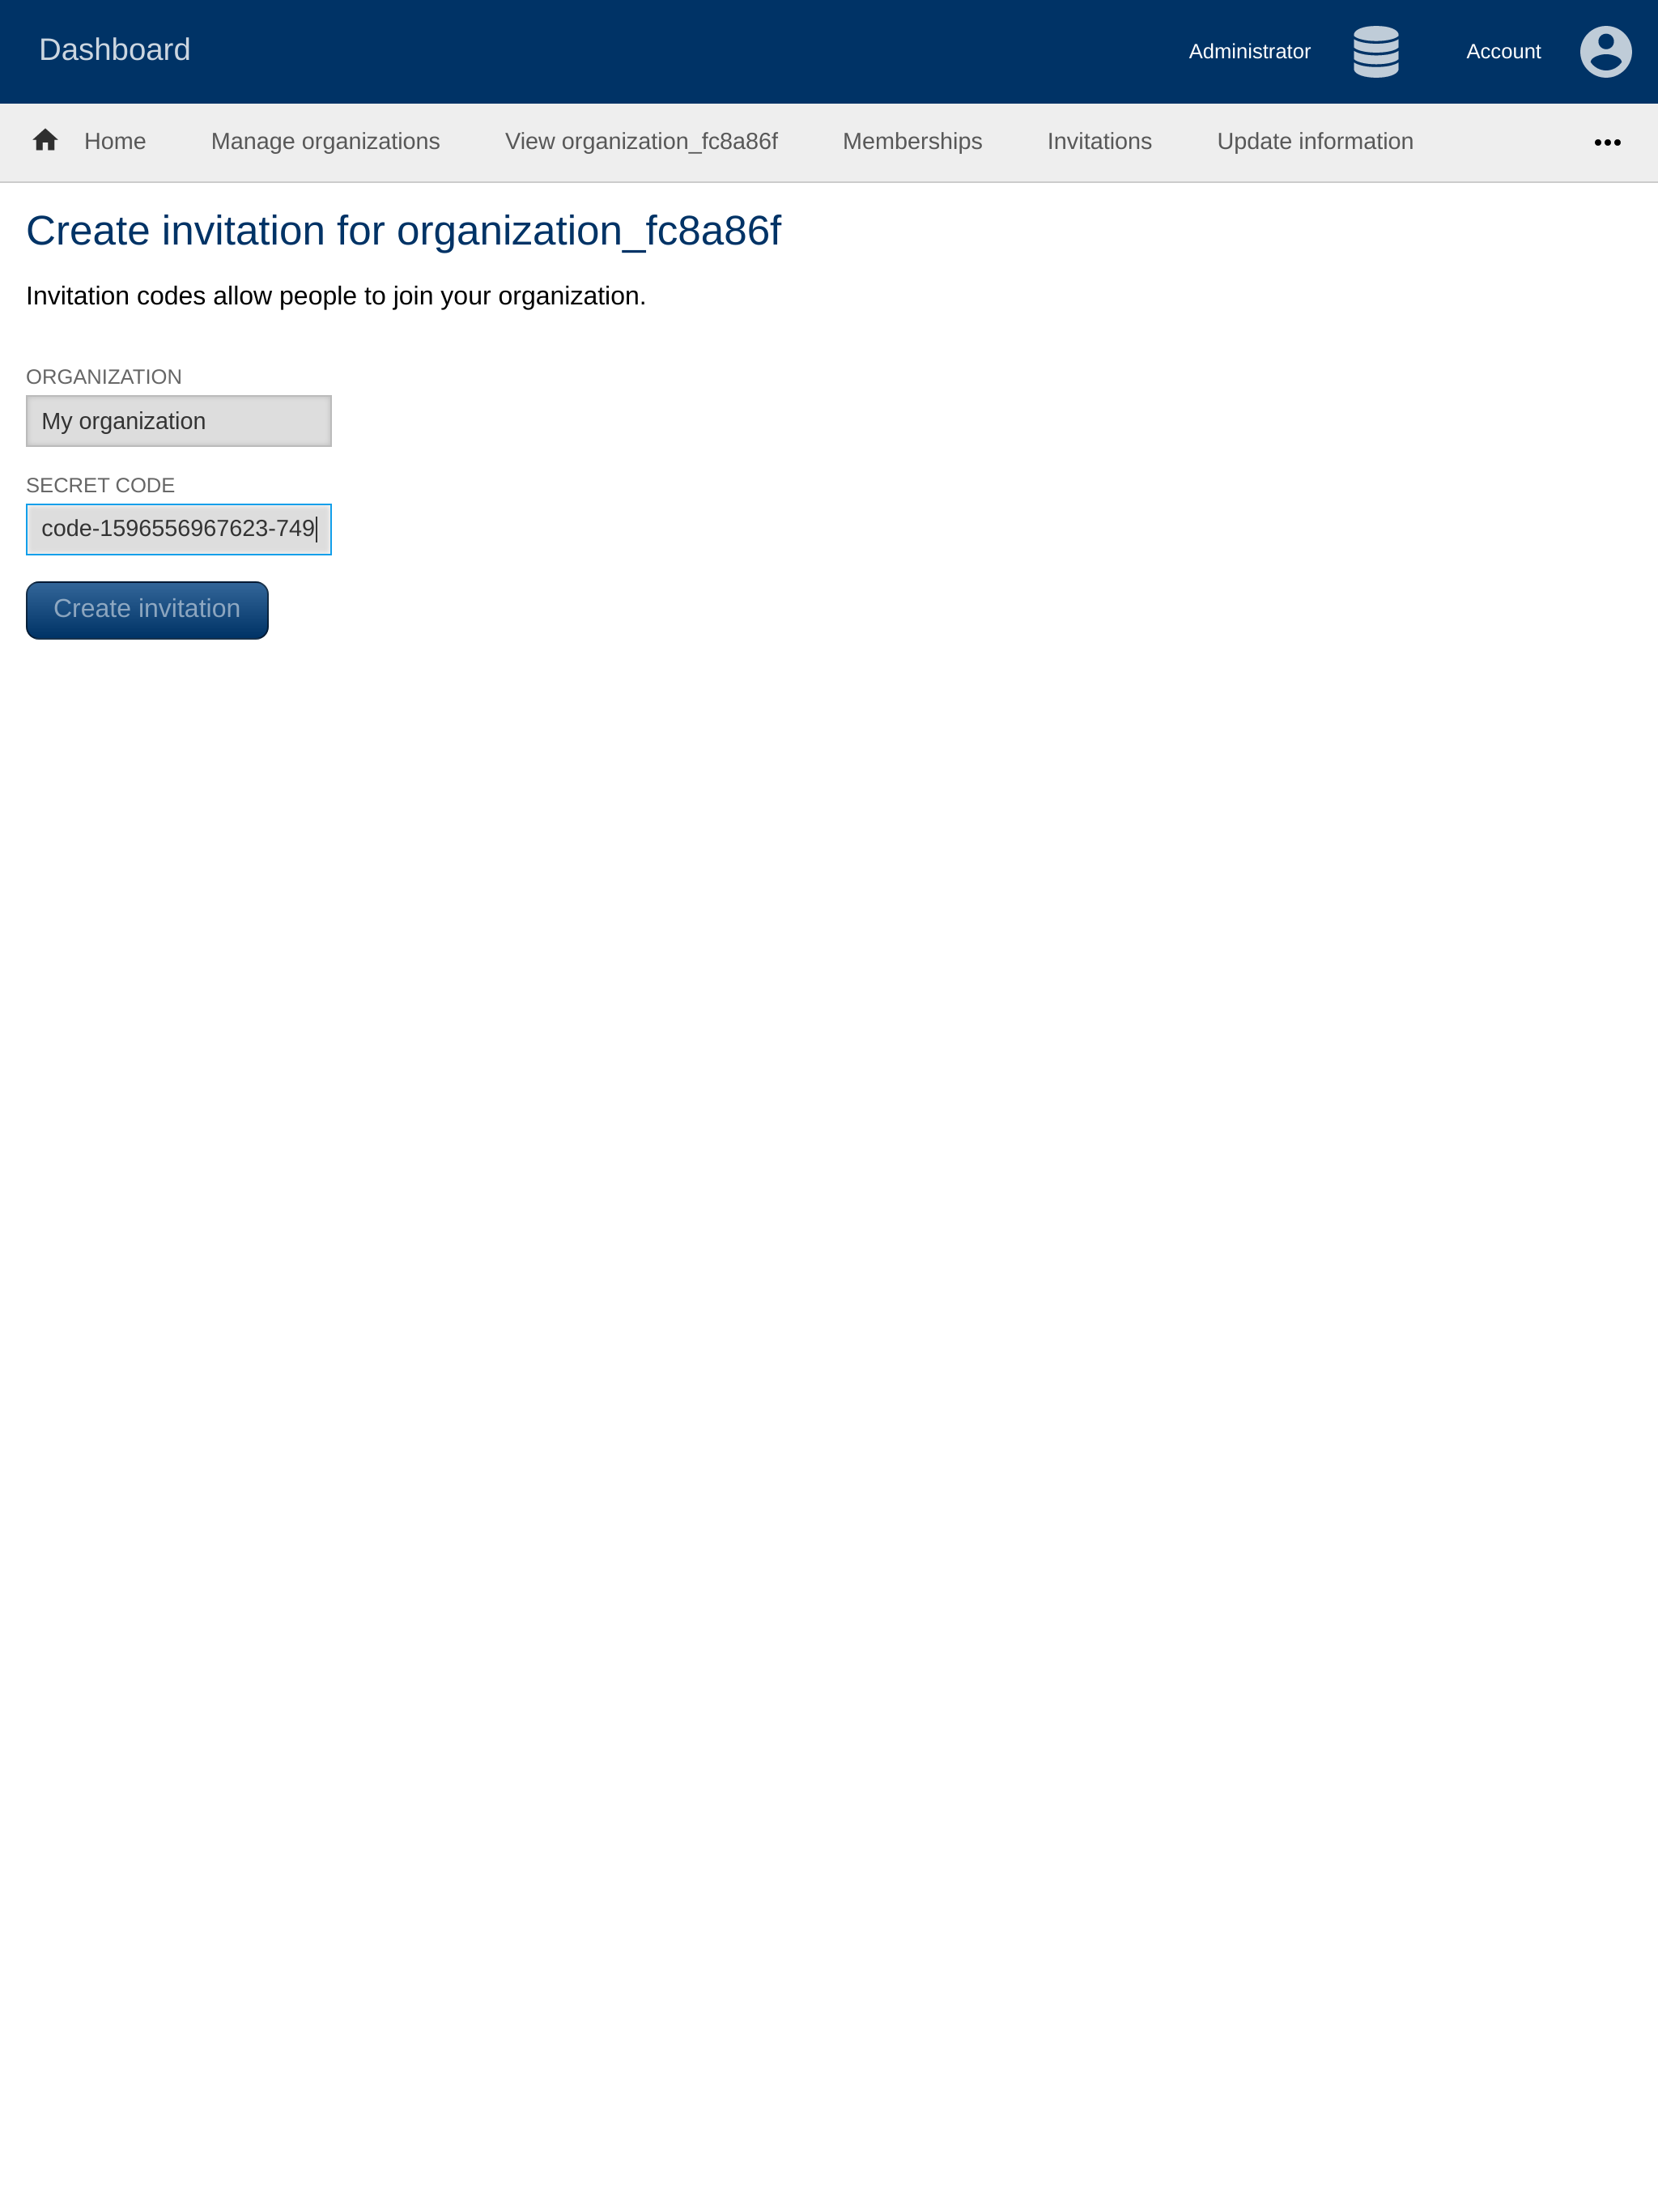 Dashboard
Administrator
Account
Home
Manage organizations
View organization_fc8a86f
Memberships
Invitations
Update information
Create invitation for organization_fc8a86f
Invitation codes allow people to join your organization.
ORGANIZATION
My organization
SECRET CODE
code-1596556967623-749
Create invitation